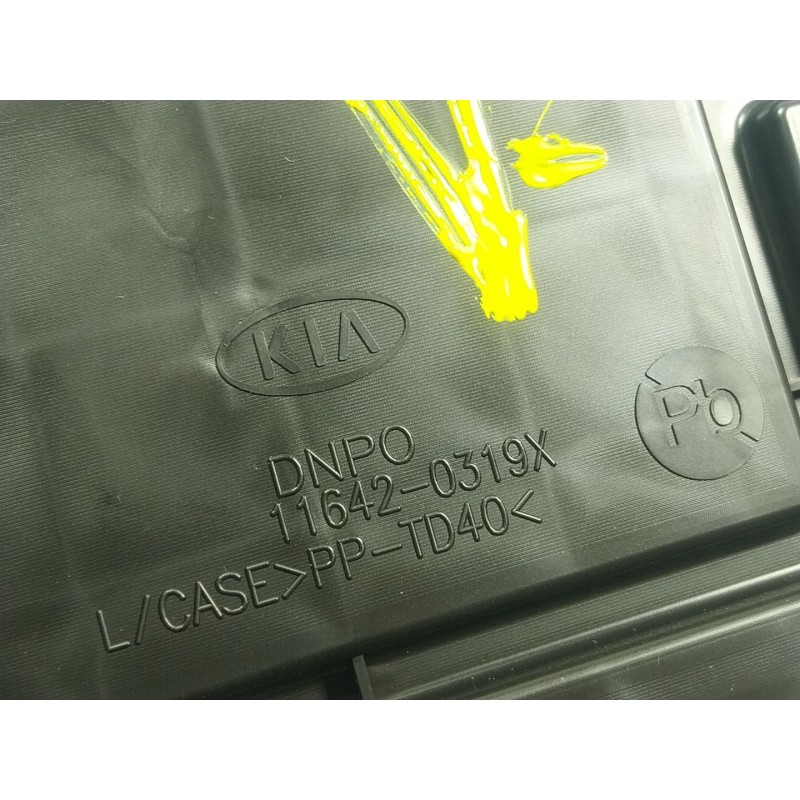 KIA
Pb
DNPO
11642-0319X
L/CASE>PP-TD40<